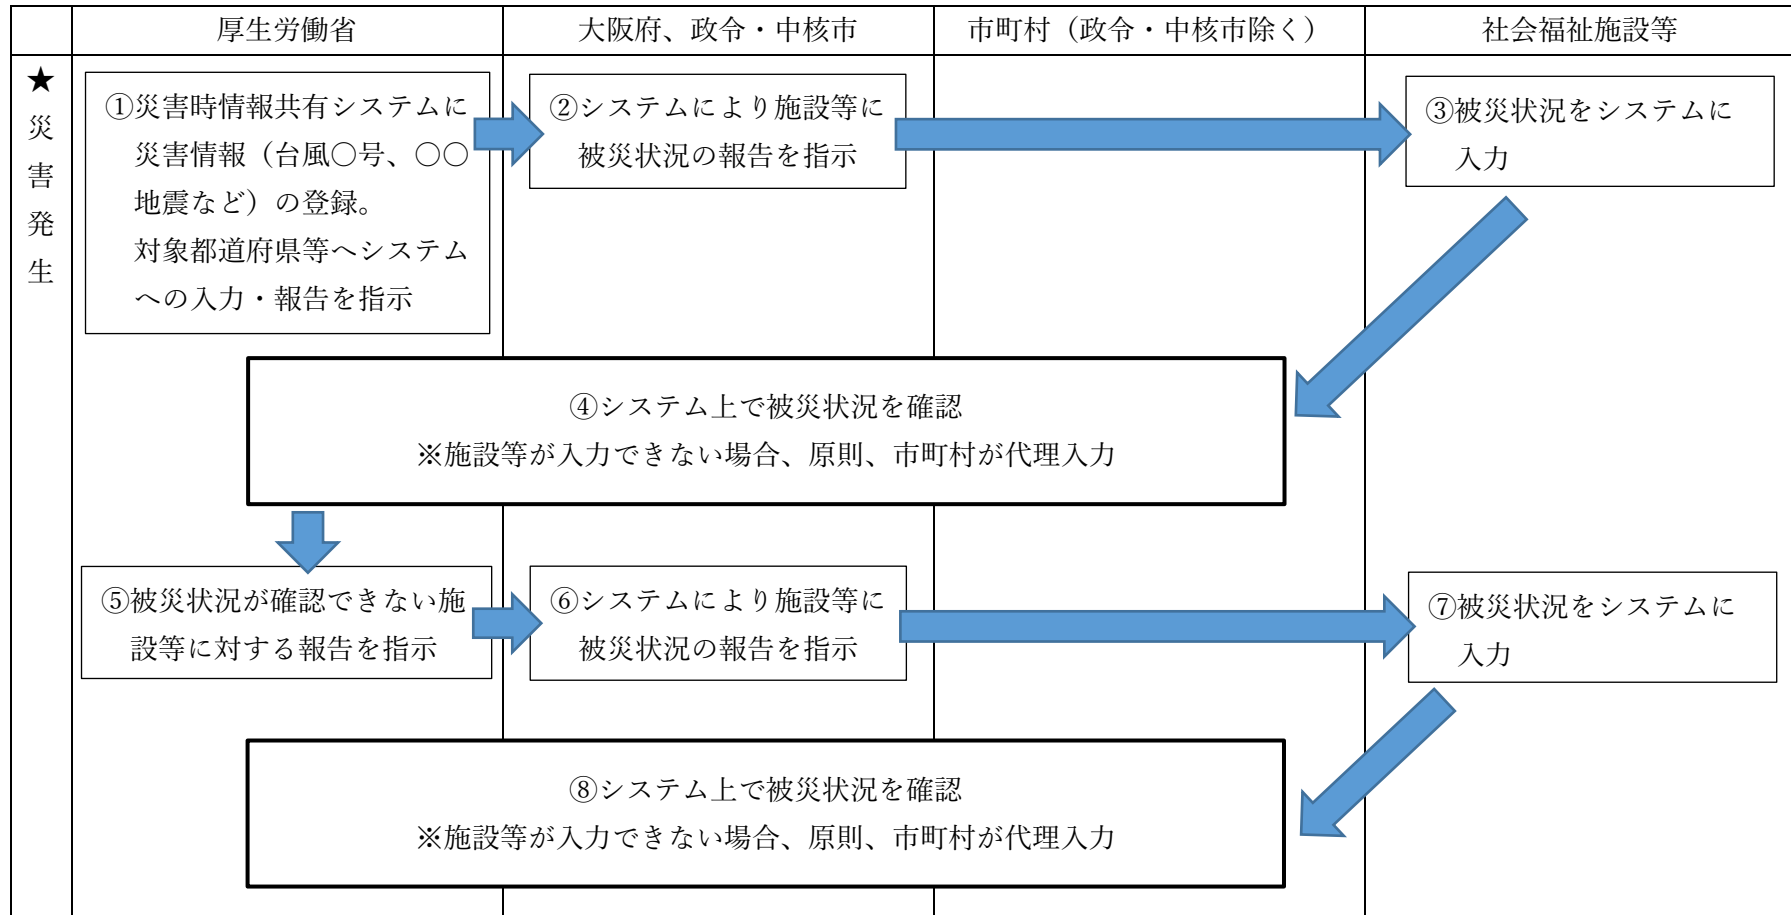 厚生労働省
大阪府、政令・中核市
市町村（政令・中核市除く）
社会福祉施設等
★
災
害
発
生
①災害時情報共有システムに
災害情報（台風〇号、〇〇
地震など）の登録。
対象都道府県等へシステム
への入力・報告を指示
②システムにより施設等に
被災状況の報告を指示
③被災状況をシステムに
入力
④システム上で被災状況を確認
※施設等が入力できない場合、原則、市町村が代理入力
⑤被災状況が確認できない施
設等に対する報告を指示
⑥システムにより施設等に
被災状況の報告を指示
⑦被災状況をシステムに
入力
⑧システム上で被災状況を確認
※施設等が入力できない場合、原則、市町村が代理入力